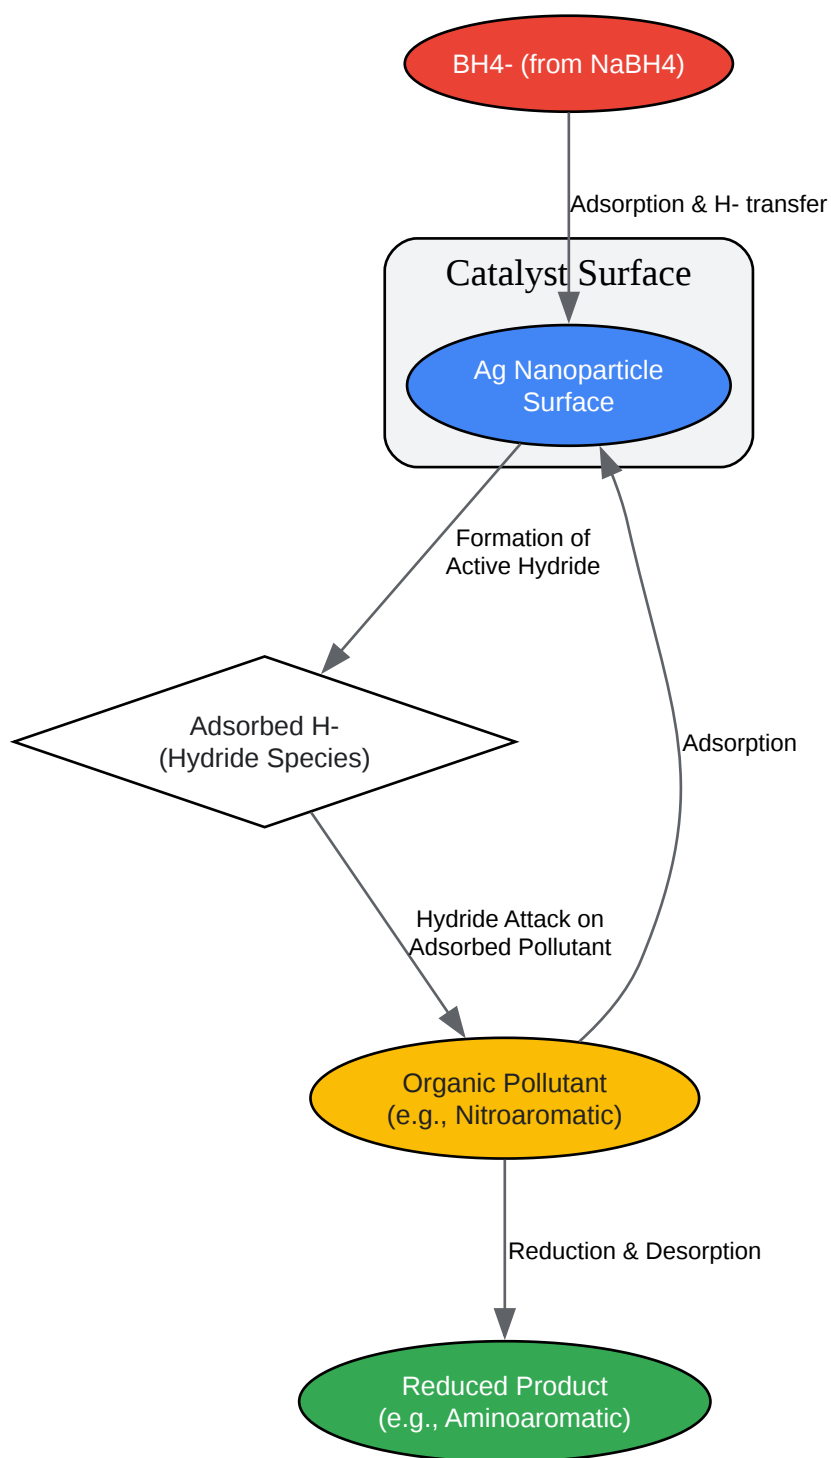 BH4- (from NaBH4)
Adsorption & H- transfer
Catalyst Surface
Ag Nanoparticle
Surface
Formation of
Active Hydride
Adsorbed H-
(Hydride Species)
Adsorption
Hydride Attack on
Adsorbed Pollutant
Organic Pollutant
(e.g., Nitroaromatic)
Reduction & Desorption
Reduced Product
(e.g., Aminoaromatic)